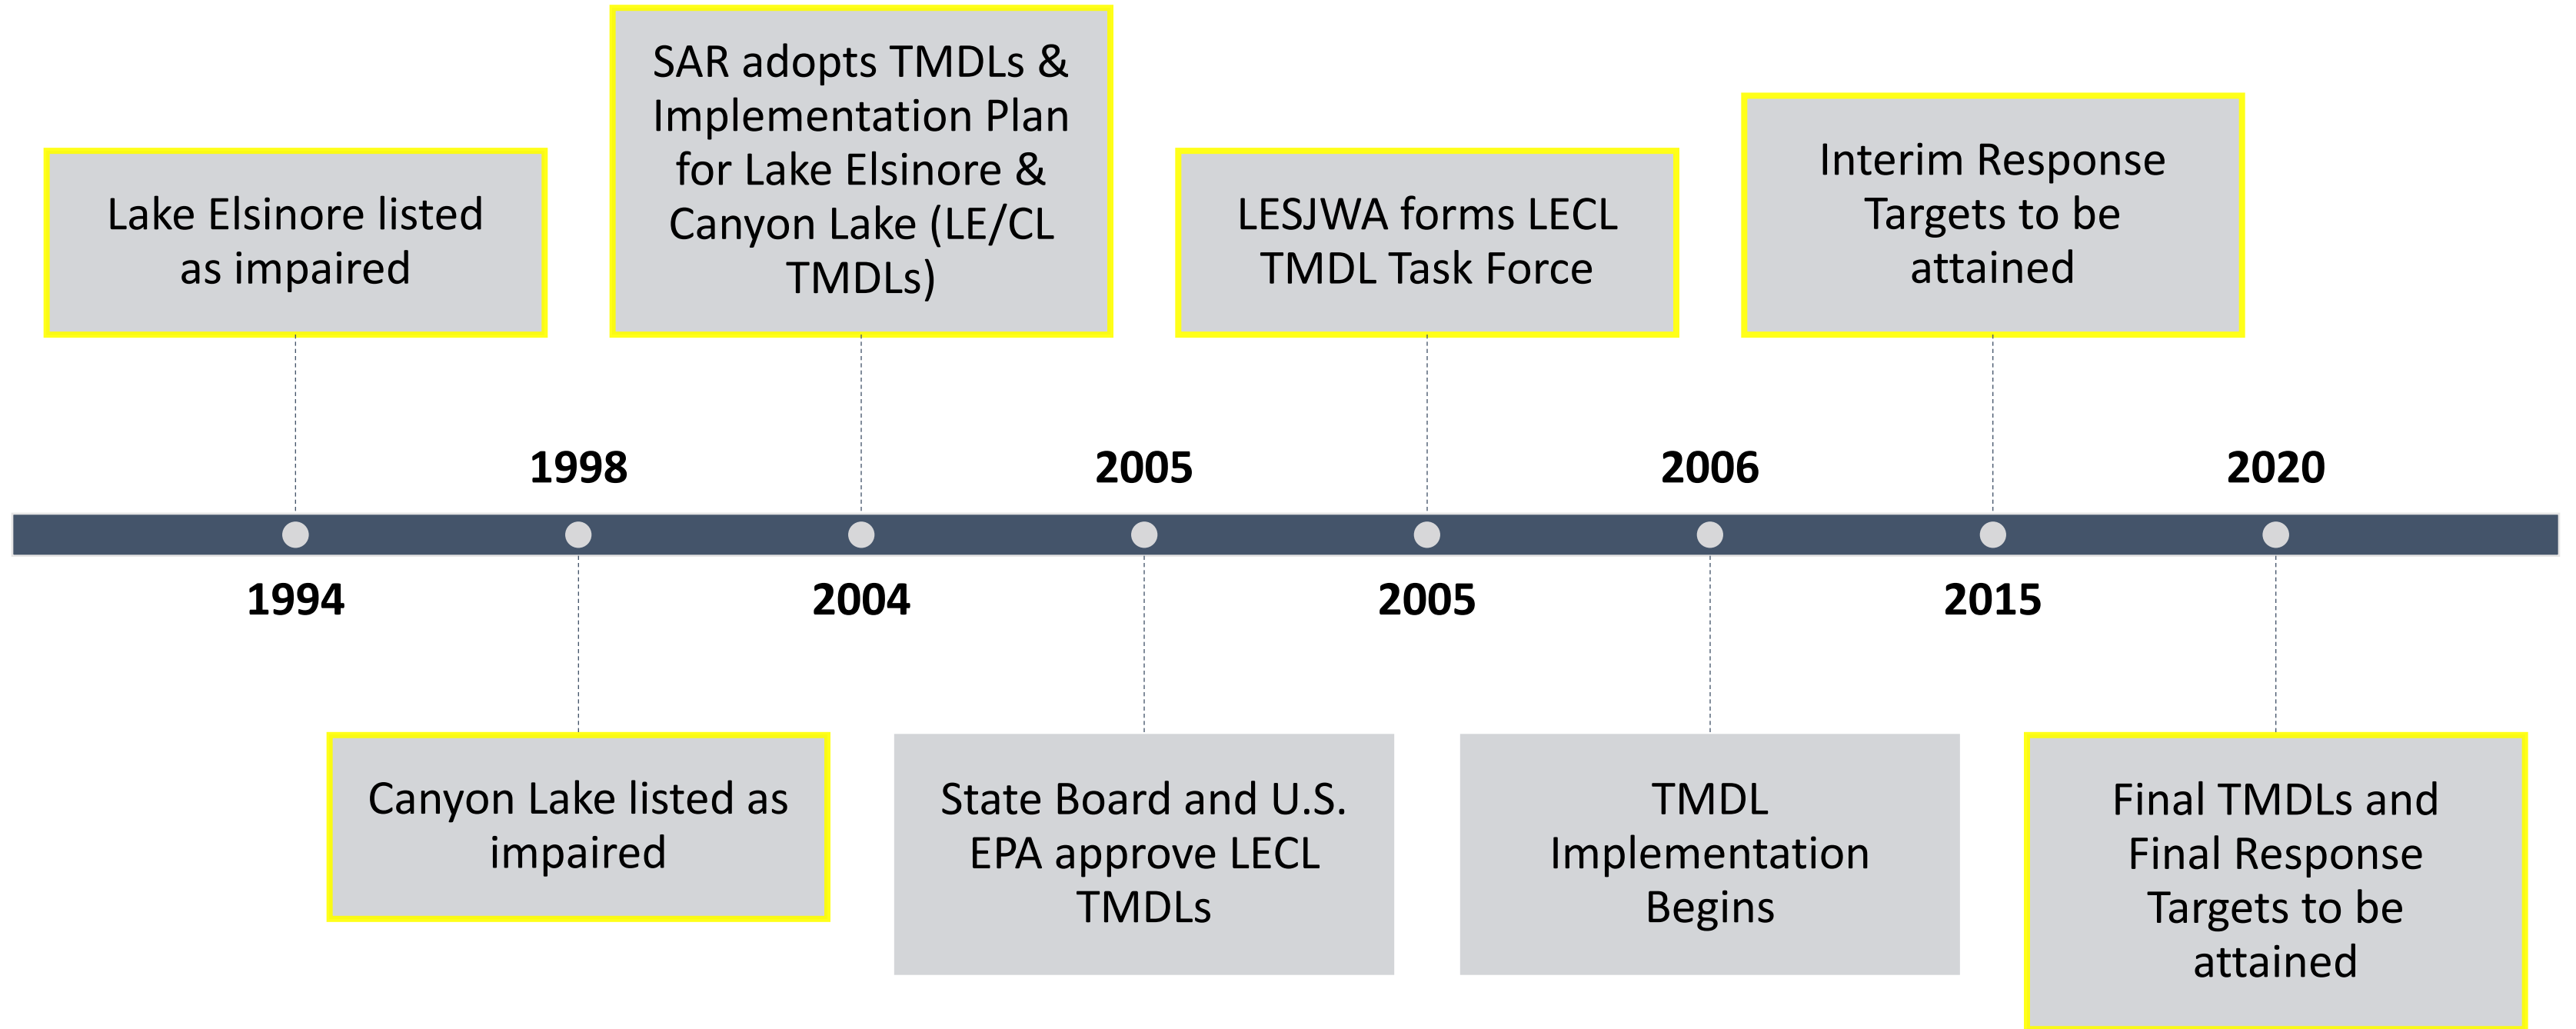 SAR adopts TMDLs &
Implementation Plan
for Lake Elsinore &
Canyon Lake (LE/CL
TMDLs)
Lake Elsinore listed
as impaired
LESJWA forms LECL
TMDL Task Force
Interim Response
Targets to be
attained
1998
2005
2006
2020
1994
2004
2005
2015
Canyon Lake listed as
impaired
State Board and U.S.
EPA approve LECL
TMDLs
TMDL
Implementation
Begins
Final TMDLs and
Final Response
Targets to be
attained